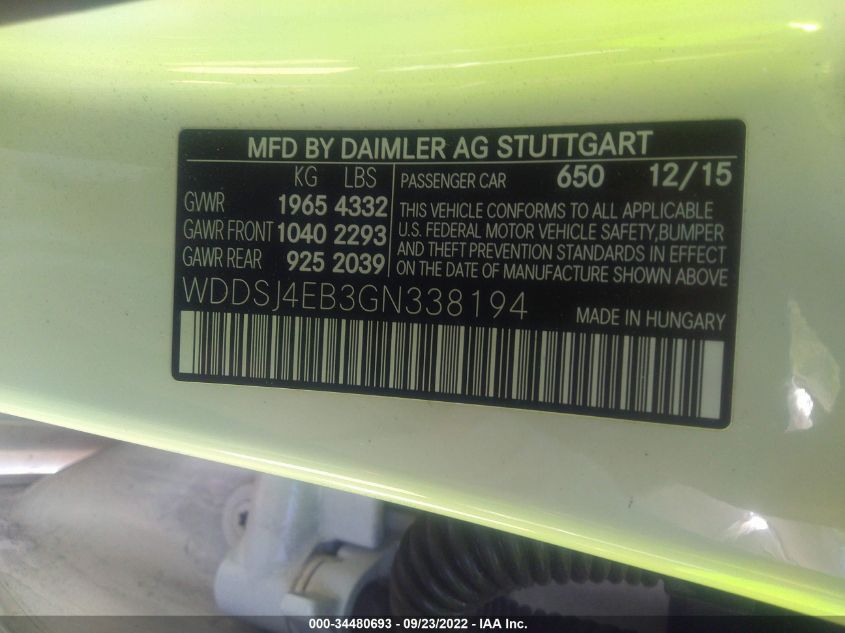 MFD BY DAIMLER AG STUTTGART
KG LBS
GVWR 1965 4332
GAWR FRONT 1040 2293
GAWR REAR 925 2039
PASSENGER CAR 650 12/15
THIS VEHICLE CONFORMS TO ALL APPLICABLE
U.S. FEDERAL MOTOR VEHICLE SAFETY, BUMPER
AND THEFT PREVENTION STANDARDS IN EFFECT
ON THE DATE OF MANUFACTURE SHOWN ABOVE
WDDSJ4EB3GN338194
MADE IN HUNGARY
000-34480693 - 09/23/2022 - IAA Inc.